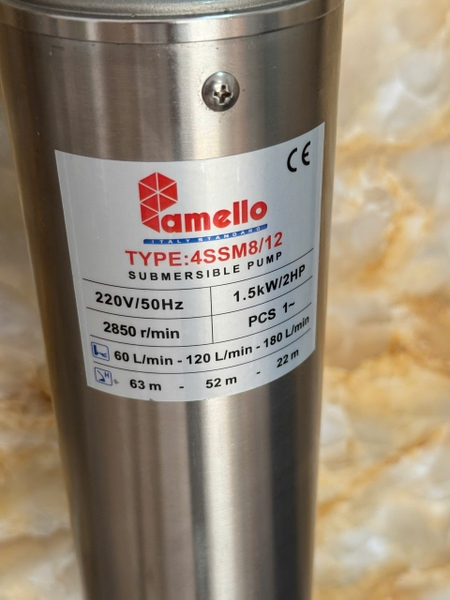 CE
Pamello
ITALY STANDARD
TYPE:4SSM8/12
SUBMERSIBLE PUMP
220V/50Hz 1.5kW/2HP
2850 r/min PCS 1~
60 L/min - 120 L/min - 180 L/min
H 63 m - 52 m - 22 m